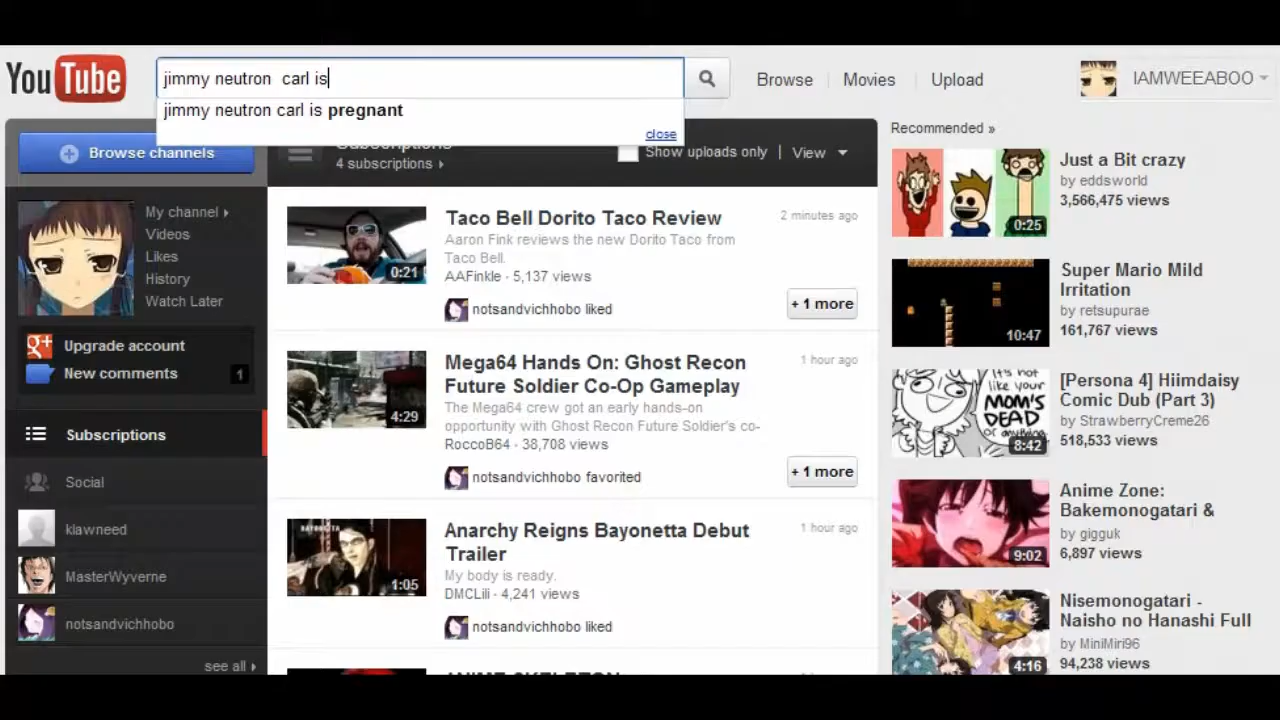 YouTube
jimmy neutron  carl is
Browse
Movies
Upload
IAMWEEABOO
jimmy neutron carl is pregnant
close
Browse channels
Subscriptions
4 subscriptions
Show uploads only
View
My channel
Videos
Likes
History
Watch Later
Upgrade account
New comments
1
Subscriptions
Social
klawneed
MasterWyverne
notsandvichhobo
see all
Taco Bell Dorito Taco Review
2 minutes ago
Aaron Fink reviews the new Dorito Taco from
Taco Bell.
AAFinkle · 5,137 views
0:21
notsandvichhobo liked
+ 1 more
Mega64 Hands On: Ghost Recon
Future Soldier Co-Op Gameplay
1 hour ago
The Mega64 crew got an early hands-on
opportunity with Ghost Recon Future Soldier's co-
RoccoB64 · 38,708 views
4:29
notsandvichhobo favorited
+ 1 more
Anarchy Reigns Bayonetta Debut
Trailer
1 hour ago
My body is ready.
DMCLili · 4,241 views
1:05
notsandvichhobo liked
Recommended »
Just a Bit crazy
by eddsworld
3,566,475 views
0:25
Super Mario Mild
Irritation
by retsupurae
161,767 views
10:47
[Persona 4] Hiimdaisy
Comic Dub (Part 3)
by StrawberryCreme26
518,533 views
It's not
like your
MOM'S
DEAD
or anything
8:42
Anime Zone:
Bakemonogatari &
by gigguk
6,897 views
9:02
Nisemonogatari -
Naisho no Hanashi Full
by MiniMiri96
94,238 views
4:16